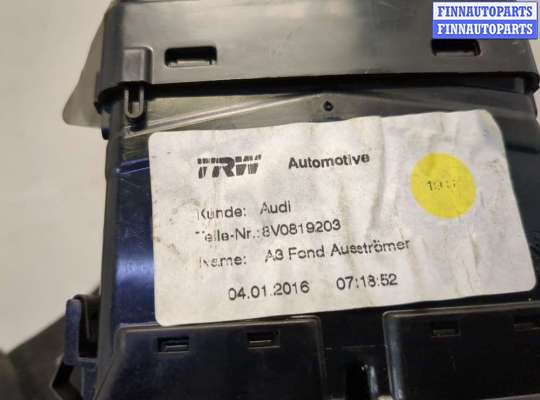 FINNAUTOPARTS
FINNAUTOPARTS
TRW Automotive
Kunde: Audi
Teile-Nr.: 8V0819203
Name: A3 Fond Ausströmer
04.01.2016 07:18:52